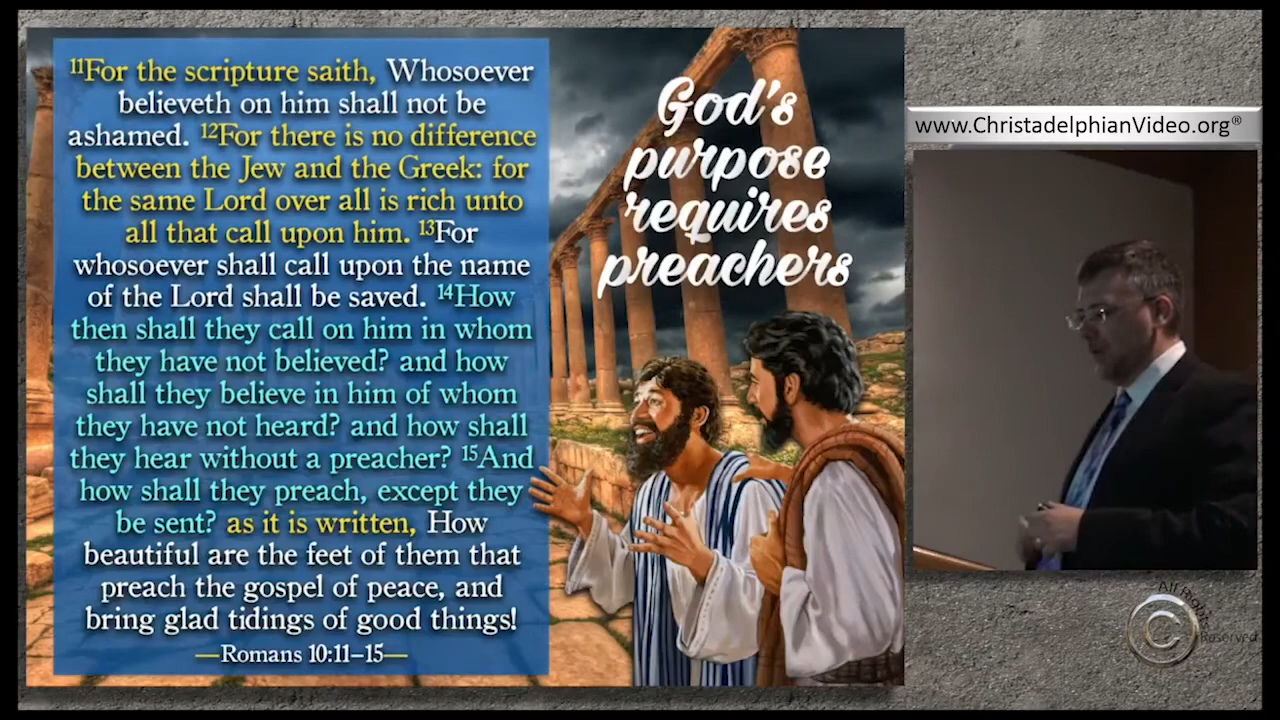 ¹¹For the scripture saith, Whosoever
believeth on him shall not be
ashamed. ¹²For there is no difference
between the Jew and the Greek: for
the same Lord over all is rich unto
all that call upon him. ¹³For
whosoever shall call upon the name
of the Lord shall be saved. ¹⁴How
then shall they call on him in whom
they have not believed? and how
shall they believe in him of whom
they have not heard? and how shall
they hear without a preacher? ¹⁵And
how shall they preach, except they
be sent? as it is written, How
beautiful are the feet of them that
preach the gospel of peace, and
bring glad tidings of good things!
—Romans 10:11–15—
God's
purpose
requires
preachers
www.ChristadelphianVideo.org®
All Rights
©
Reserved